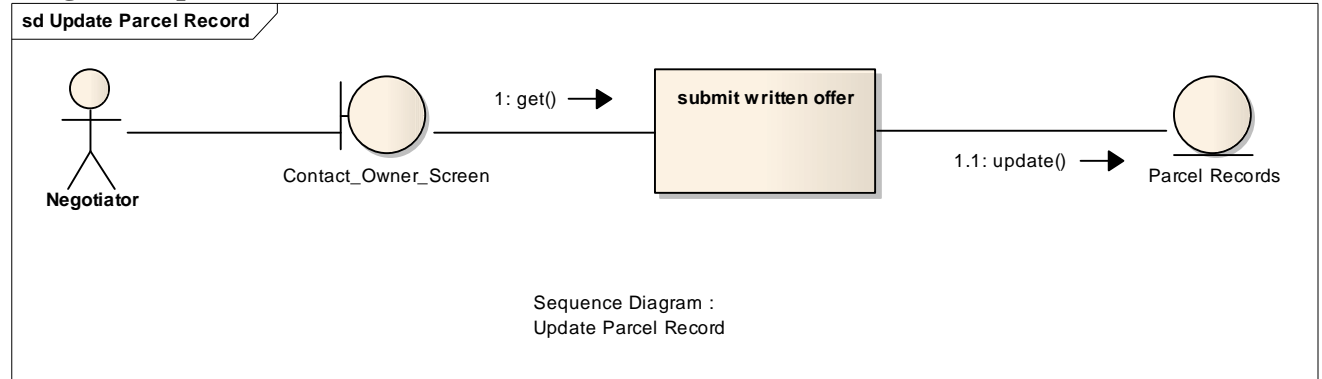 sd Update Parcel Record
1: get()
submit written offer
1.1: update()
Contact_Owner_Screen
Parcel Records
Negotiator
Sequence Diagram :
Update Parcel Record